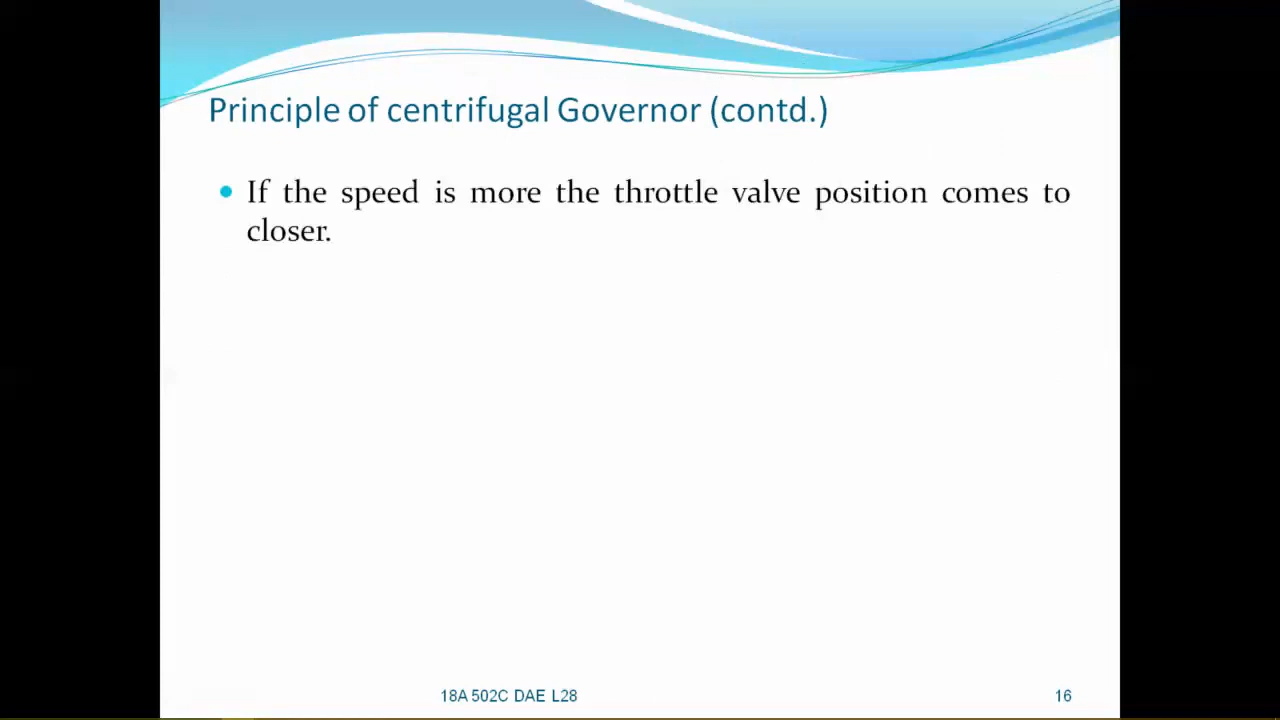 Principle of centrifugal Governor (contd.)
If the speed is more the throttle valve position comes to
closer.
18A 502C DAE L28
16